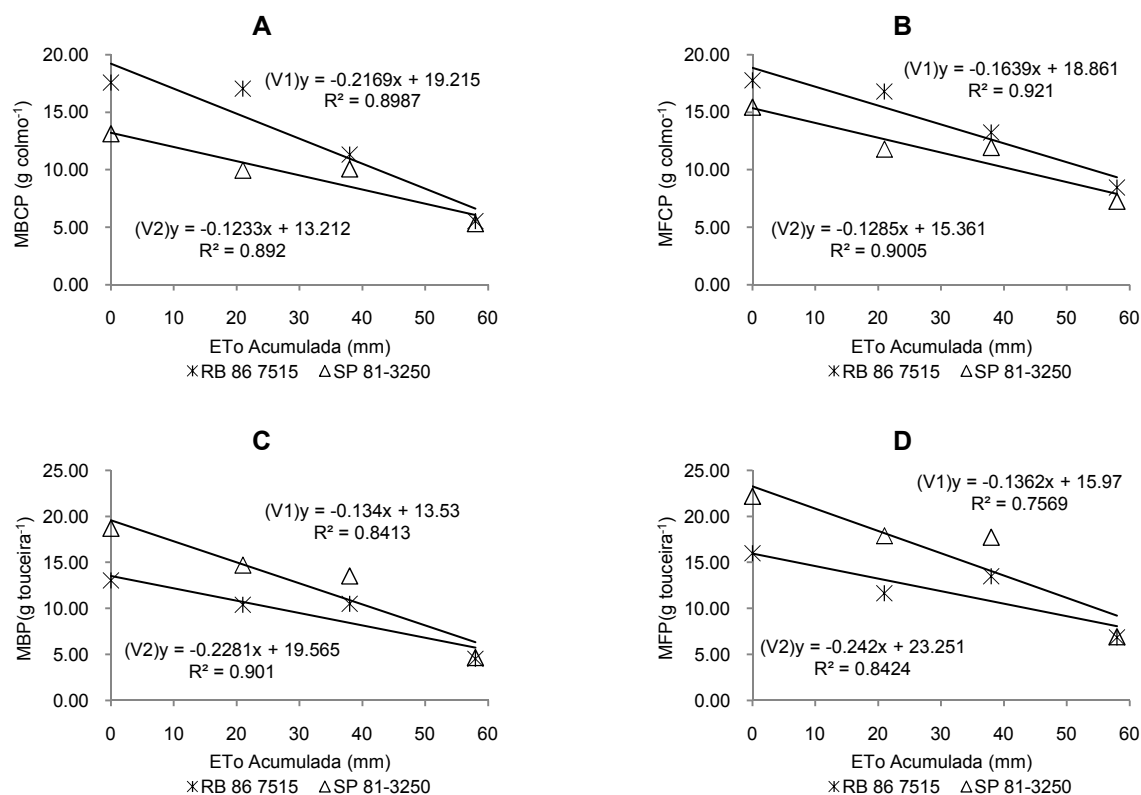 A
20.00
15.00
10.00
5.00
0.00
MBCP (g colmo⁻¹)
(V1)y = -0.2169x + 19.215
R² = 0.8987
(V2)y = -0.1233x + 13.212
R² = 0.892
0 10 20 30 40 50 60
ETo Acumulada (mm)
RB 86 7515 SP 81-3250
B
20.00
15.00
10.00
5.00
0.00
MFCP (g colmo⁻¹)
(V1)y = -0.1639x + 18.861
R² = 0.921
(V2)y = -0.1285x + 15.361
R² = 0.9005
0 10 20 30 40 50 60
ETo Acumulada (mm)
RB 86 7515 SP 81-3250
C
25.00
20.00
15.00
10.00
5.00
0.00
MBP(g touceira⁻¹)
(V1)y = -0.134x + 13.53
R² = 0.8413
(V2)y = -0.2281x + 19.565
R² = 0.901
0 10 20 30 40 50 60
ETo Acumulada (mm)
RB 86 7515 SP 81-3250
D
25.00
20.00
15.00
10.00
5.00
0.00
MFP(g touceira⁻¹)
(V1)y = -0.1362x + 15.97
R² = 0.7569
(V2)y = -0.242x + 23.251
R² = 0.8424
0 10 20 30 40 50 60
ETo Acumulada (mm)
RB 86 7515 SP 81-3250